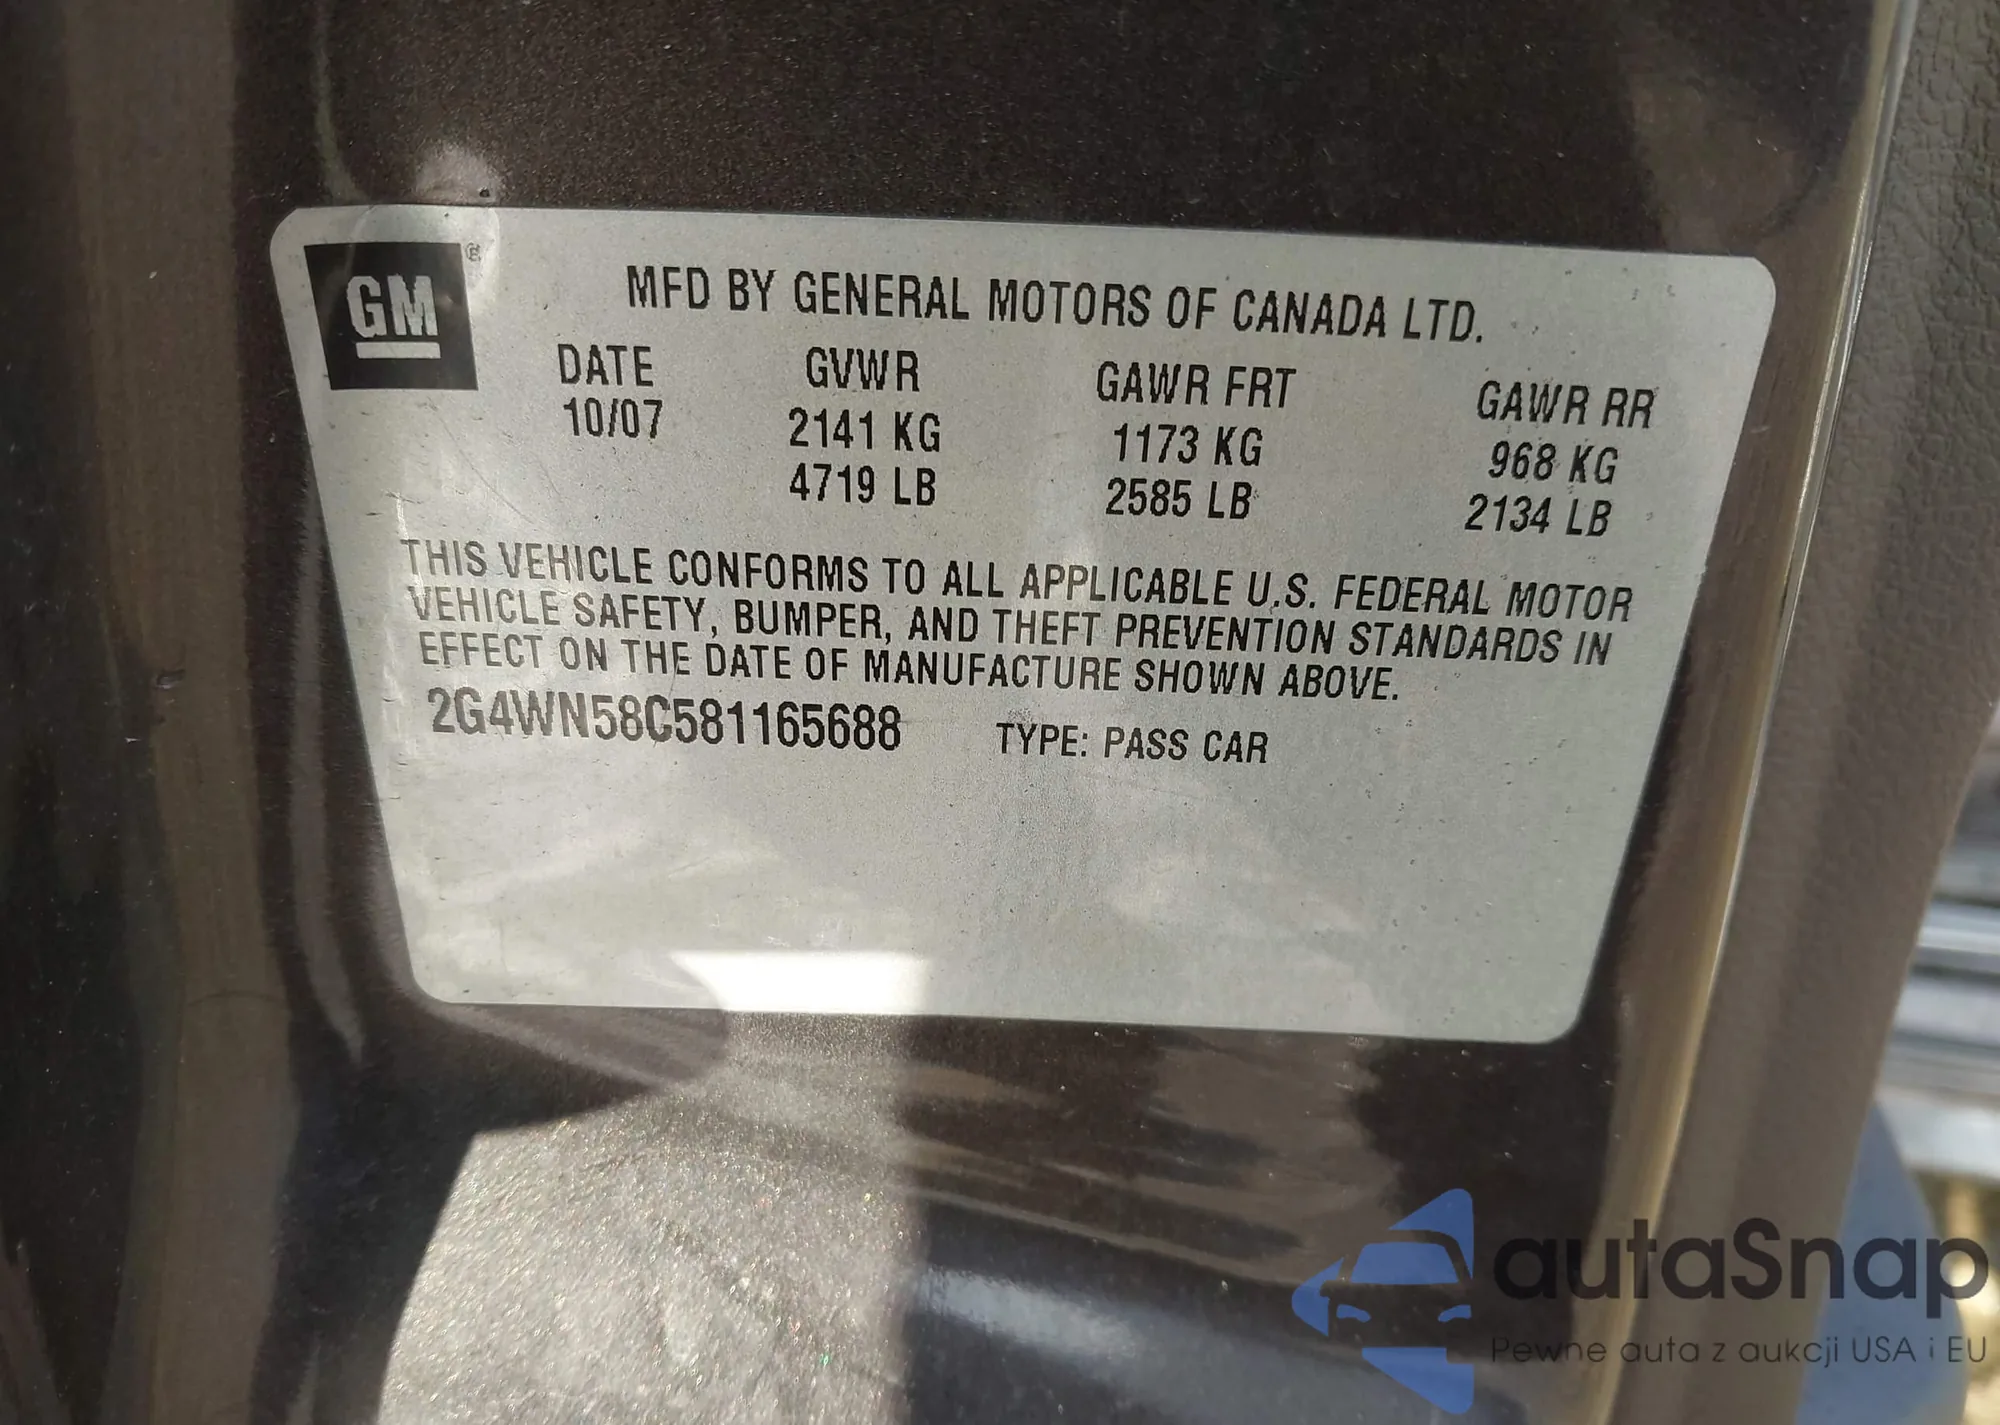 GM
MFD BY GENERAL MOTORS OF CANADA LTD.
DATE GVWR GAWR FRT GAWR RR
10/07 2141 KG 1173 KG 968 KG
4719 LB 2585 LB 2134 LB
THIS VEHICLE CONFORMS TO ALL APPLICABLE U.S. FEDERAL MOTOR
VEHICLE SAFETY, BUMPER, AND THEFT PREVENTION STANDARDS IN
EFFECT ON THE DATE OF MANUFACTURE SHOWN ABOVE.
2G4WN58C581165688 TYPE: PASS CAR
autaSnap
Pewne auta z aukcji USA i EU